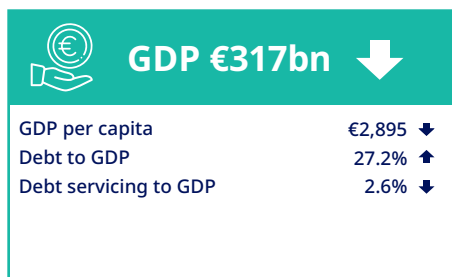 GDP €317bn
GDP per capita €2,895
Debt to GDP 27.2%
Debt servicing to GDP 2.6%